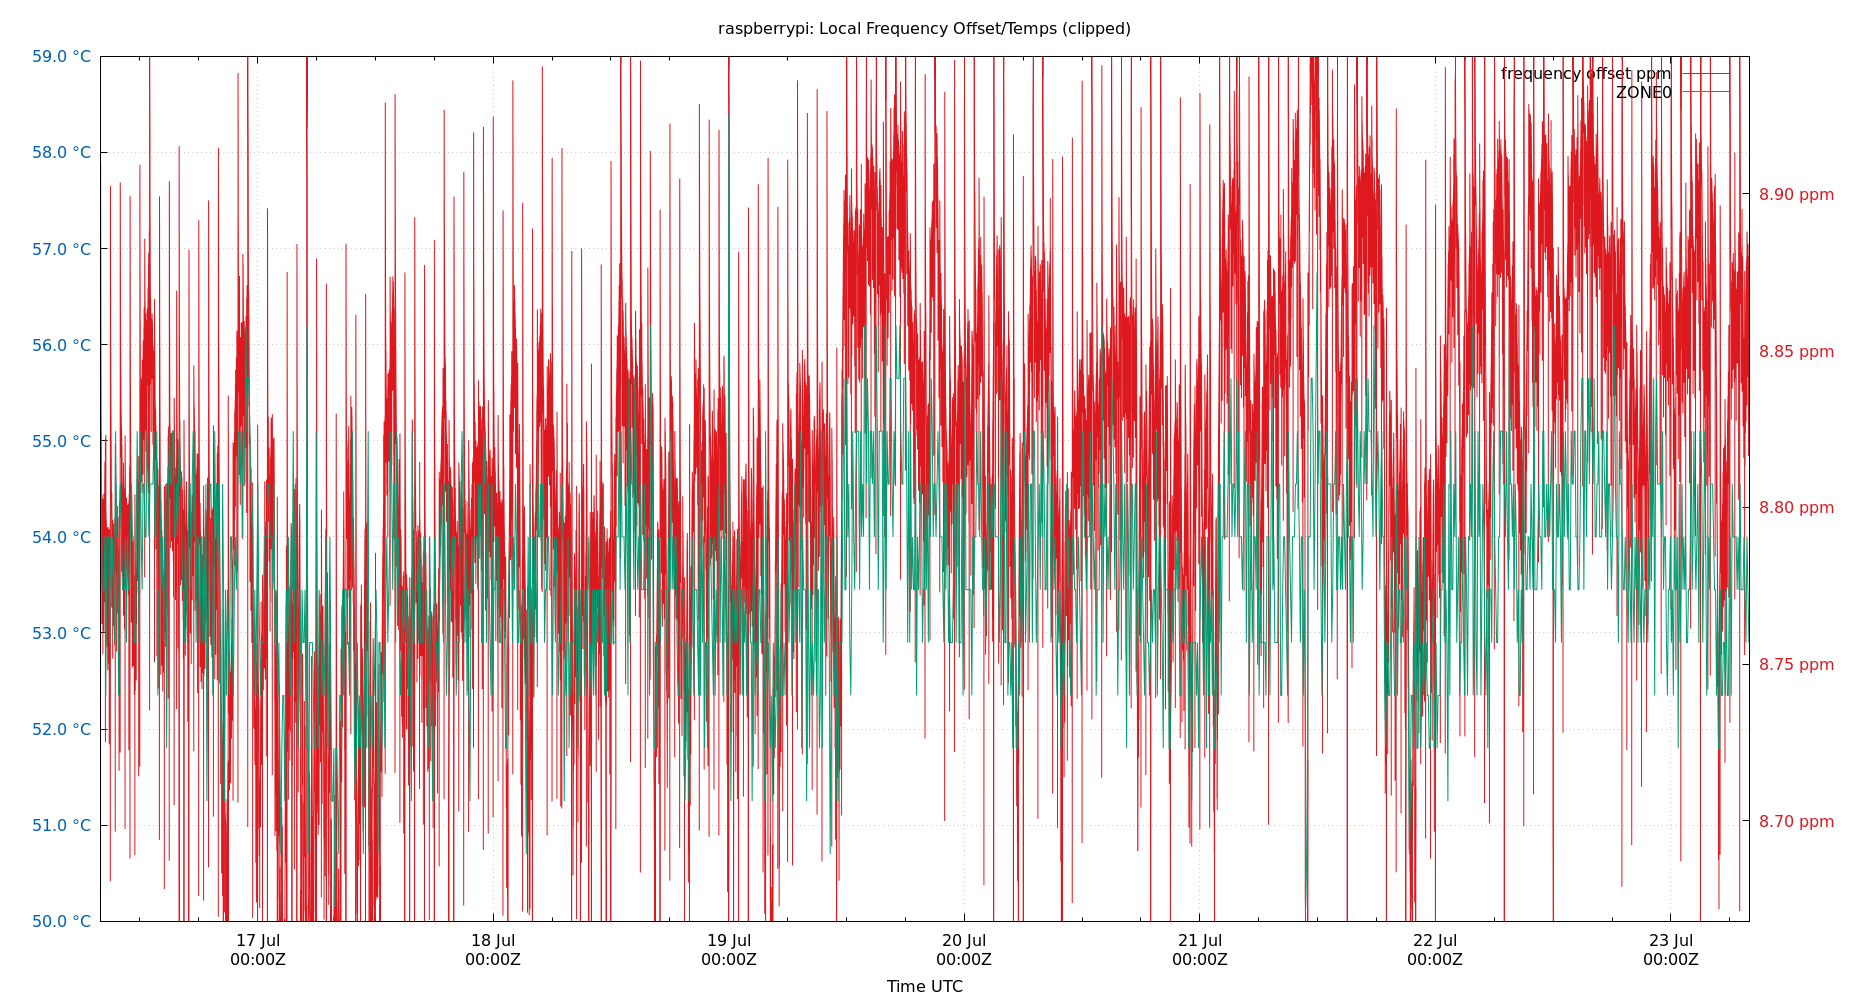 raspberrypi: Local Frequency Offset/Temps (clipped)
59.0 °C
58.0 °C
57.0 °C
56.0 °C
55.0 °C
54.0 °C
53.0 °C
52.0 °C
51.0 °C
50.0 °C
frequency offset ppm
ZONE0
8.90 ppm
8.85 ppm
8.80 ppm
8.75 ppm
8.70 ppm
17 Jul
00:00Z
18 Jul
00:00Z
19 Jul
00:00Z
20 Jul
00:00Z
21 Jul
00:00Z
22 Jul
00:00Z
23 Jul
00:00Z
Time UTC